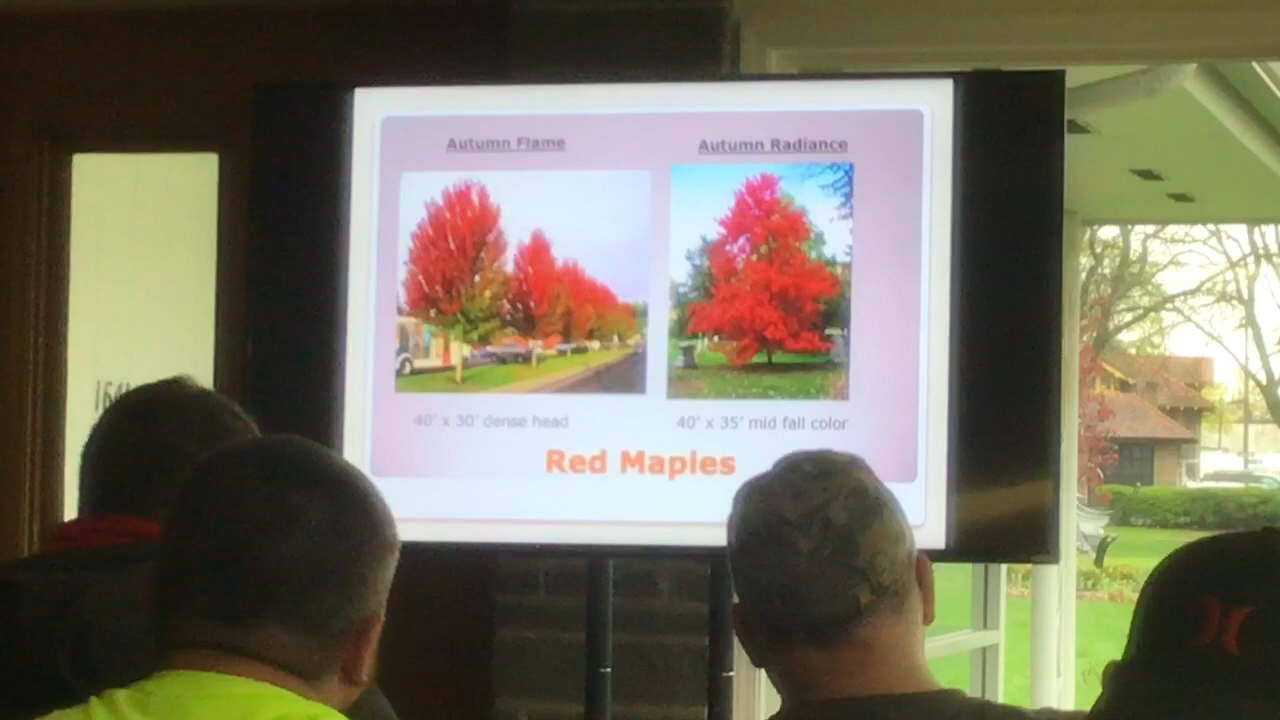 Autumn Flame
Autumn Radiance
40' x 30' dense head
40' x 35' mid fall color
Red Maples